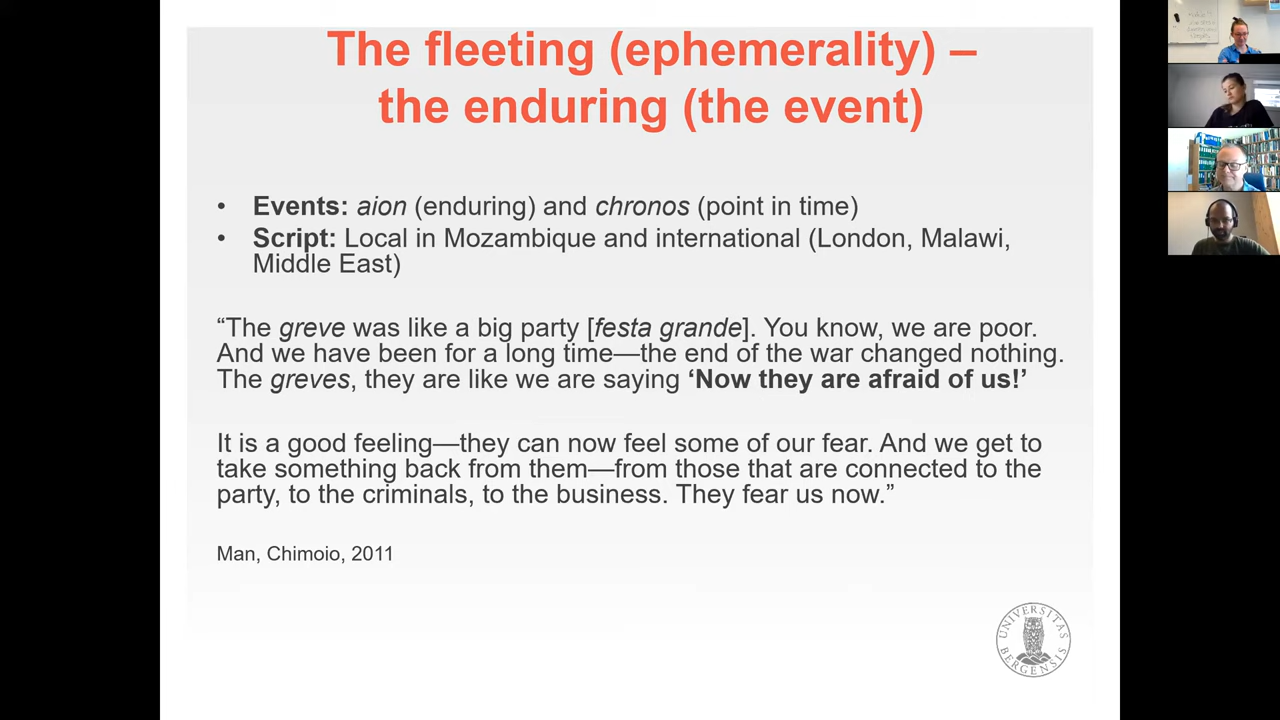 The fleeting (ephemerality) –
the enduring (the event)
• Events: aion (enduring) and chronos (point in time)
• Script: Local in Mozambique and international (London, Malawi,
Middle East)
“The greve was like a big party [festa grande]. You know, we are poor.
And we have been for a long time—the end of the war changed nothing.
The greves, they are like we are saying ‘Now they are afraid of us!’
It is a good feeling—they can now feel some of our fear. And we get to
take something back from them—from those that are connected to the
party, to the criminals, to the business. They fear us now.”
Man, Chimoio, 2011
UNIVERSITAS
BERGENSIS